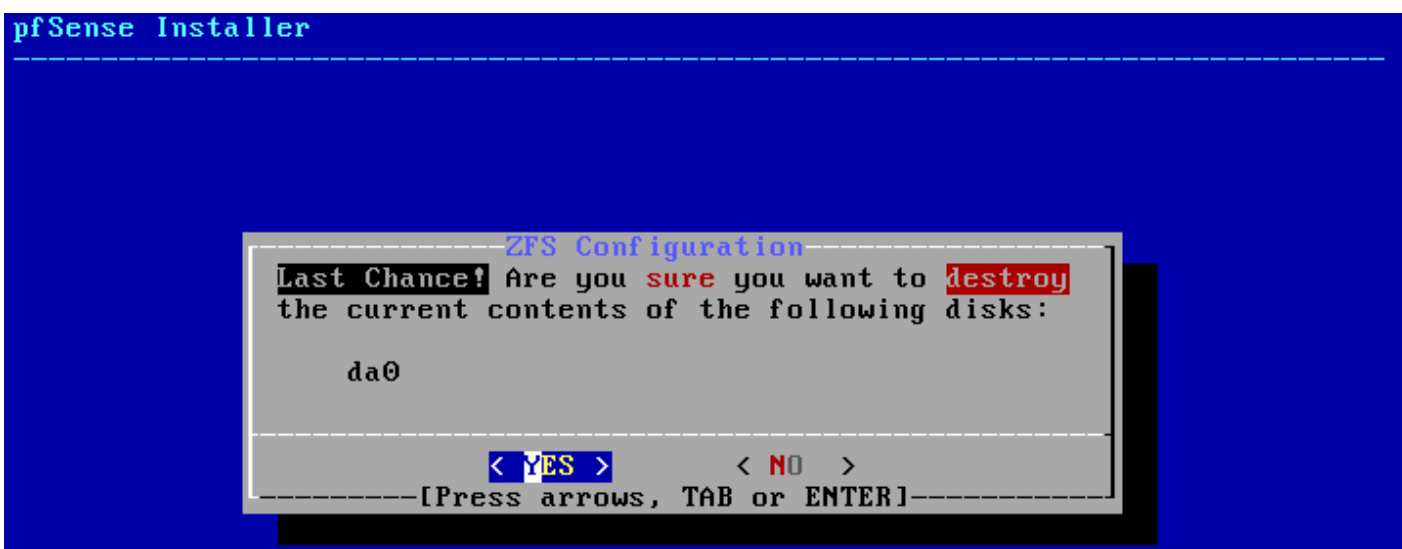 pfSense Installer
ZFS Configuration
Last Chance! Are you sure you want to destroy
the current contents of the following disks:
da0
< YES > < NO >
[Press arrows, TAB or ENTER]